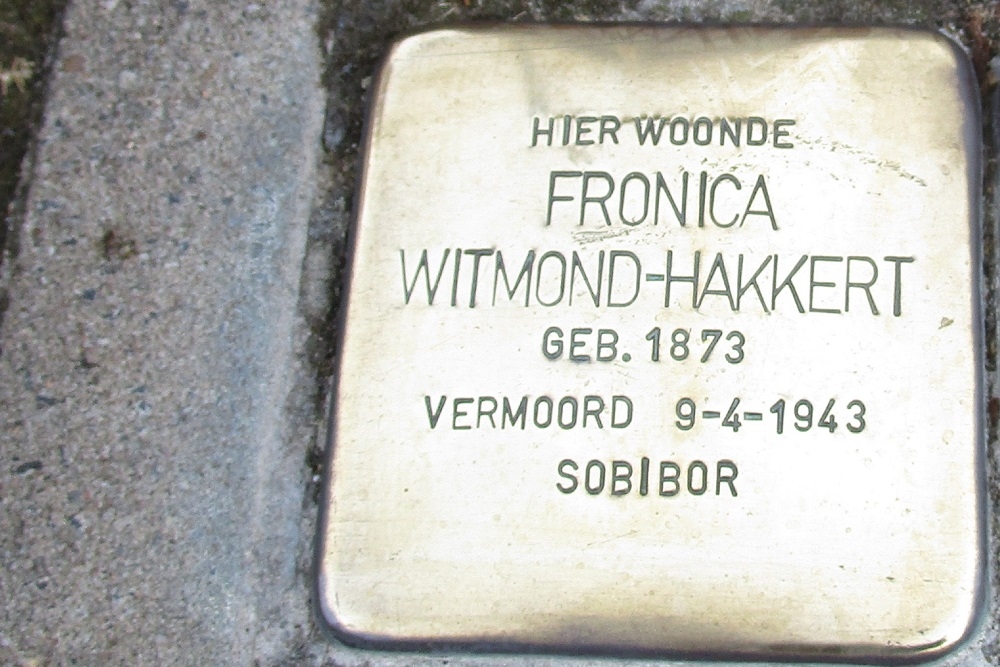 HIER WOONDE
FRONICA
WITMOND-HAKKERT
GEB. 1873
VERMOORD 9-4-1943
SOBIBOR